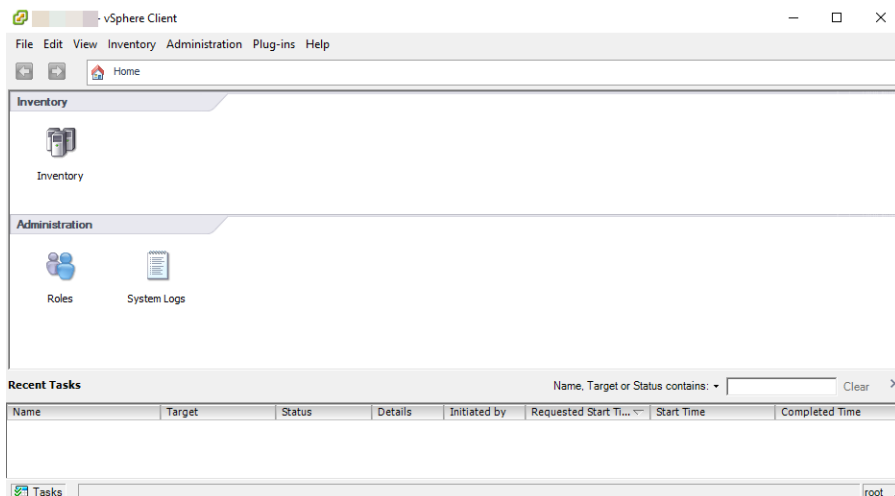 - vSphere Client
File Edit View Inventory Administration Plug-ins Help
Home
Inventory
Inventory
Administration
Roles System Logs
Recent Tasks Name, Target or Status contains: Clear
Name Target Status Details Initiated by Requested Start Ti... Start Time Completed Time
Tasks root